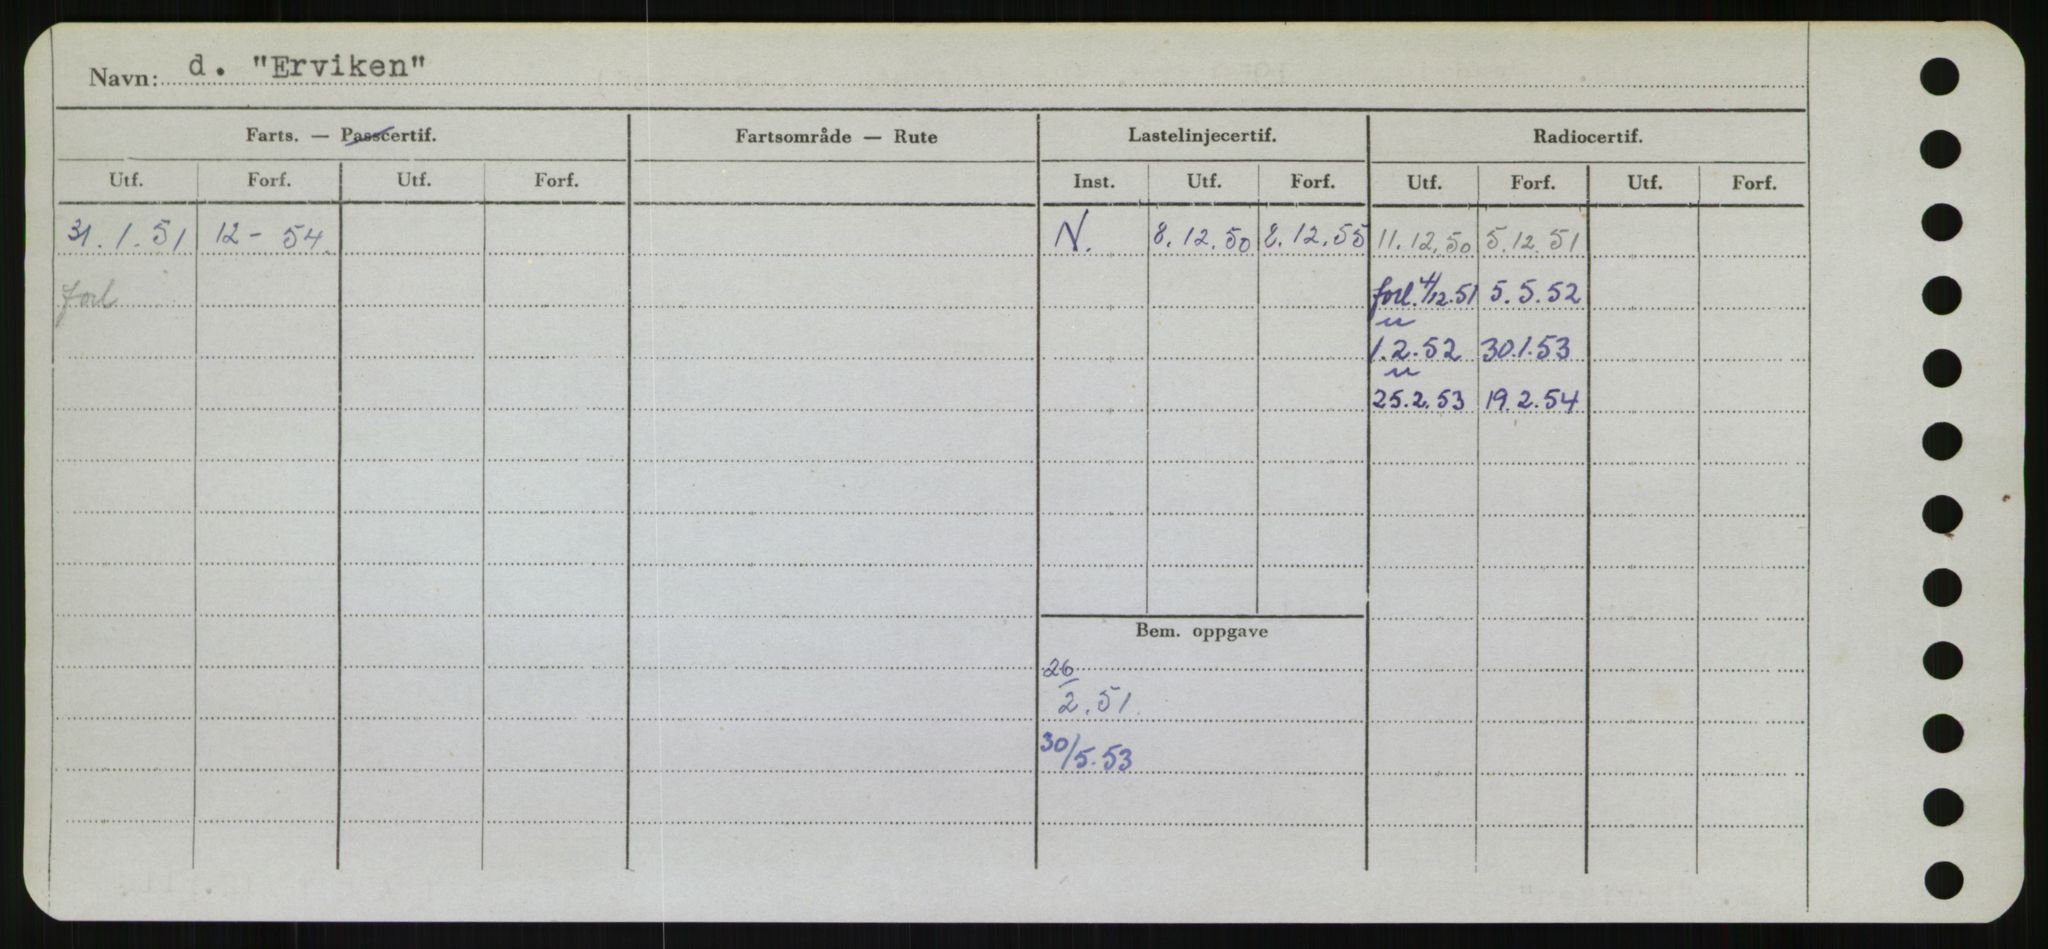 Navn: d. "Erviken"
Farts. — Passcertif. Fartsområde — Rute Lastelinjecertif. Radiocertif.
Utf. Forf. Utf. Forf. Inst. Utf. Forf. Utf. Forf. Utf. Forf.
31.1.51 12- 54 N. 8.12.50 8.12.55 11.12.50 5.12.51
forl forl. 4/12.51 5.5.52
1.2.52 30.1.53
25.2.53 19.2.54
Bem. oppgave
26/2.51
30/5.53